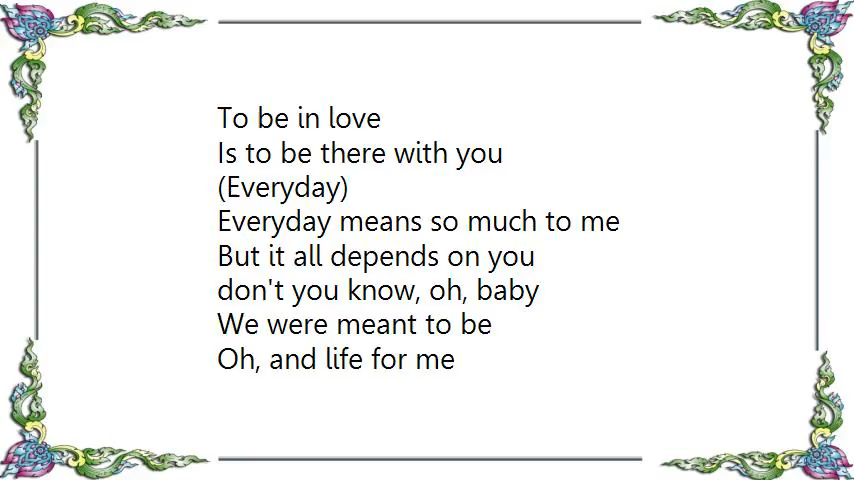 To be in love
Is to be there with you
(Everyday)
Everyday means so much to me
But it all depends on you
don't you know, oh, baby
We were meant to be
Oh, and life for me